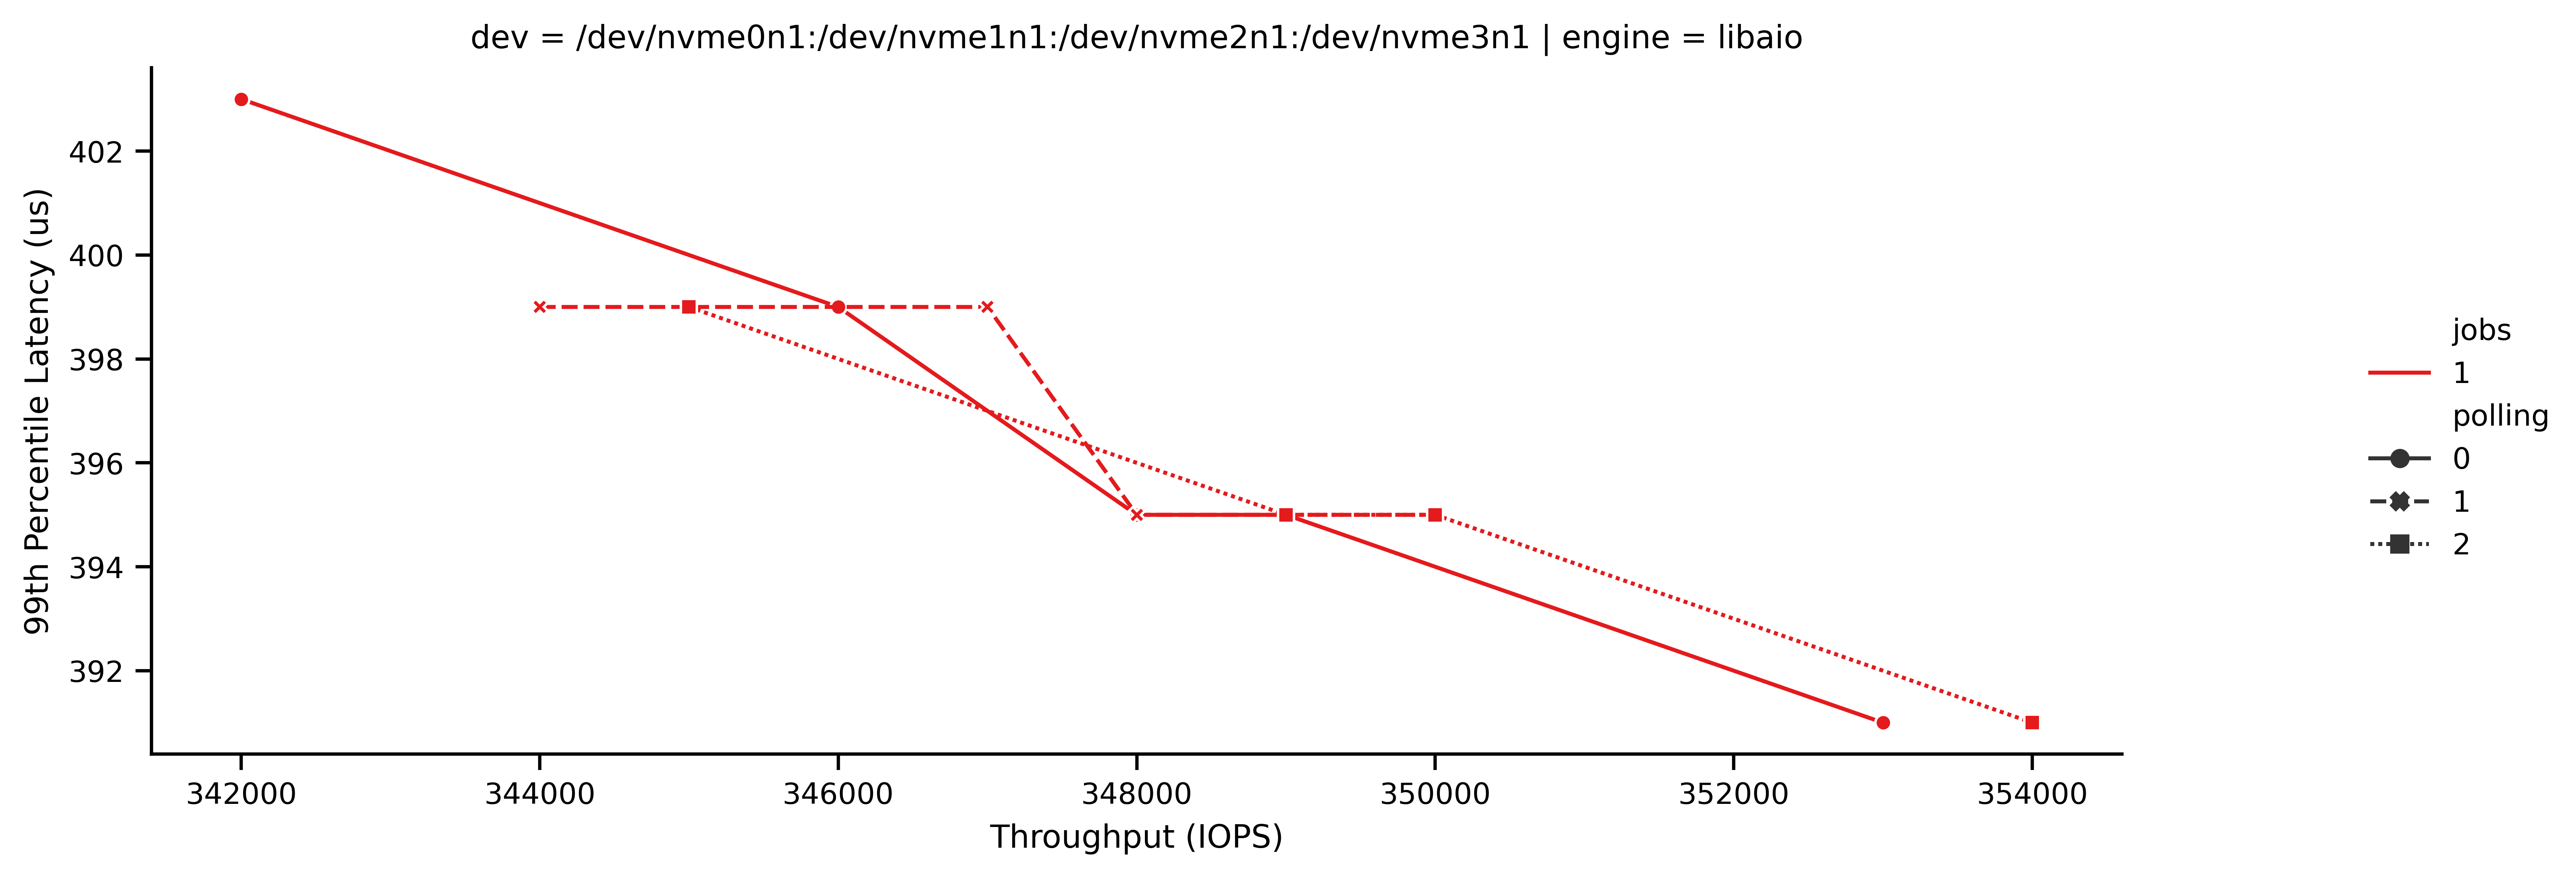 dev = /dev/nvme0n1:/dev/nvme1n1:/dev/nvme2n1:/dev/nvme3n1 | engine = libaio
99th Percentile Latency (us)
402
400
398
396
394
392
342000 344000 346000 348000 350000 352000 354000
Throughput (IOPS)
jobs
1
polling
0
1
2